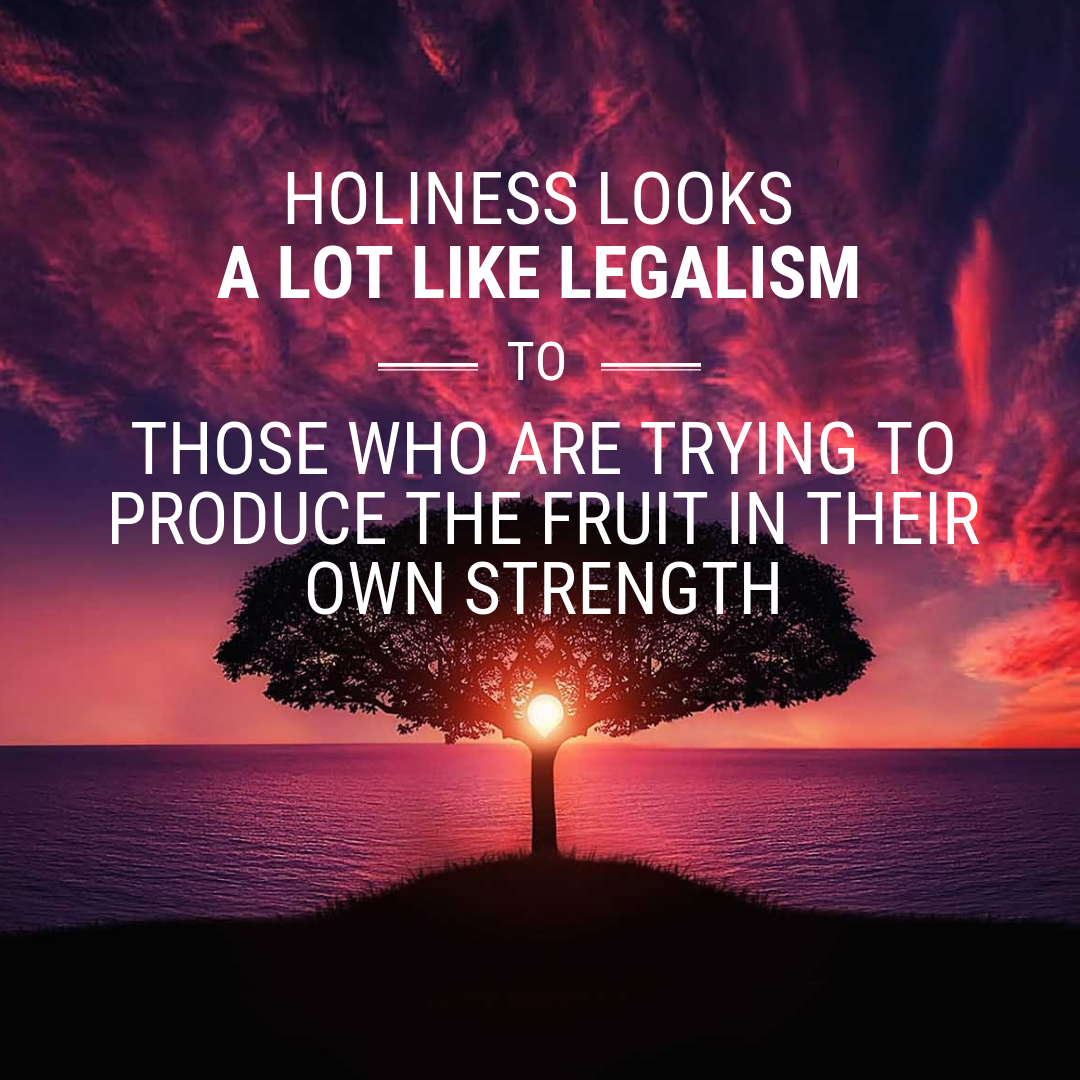 HOLINESS LOOKS
A LOT LIKE LEGALISM
TO
THOSE WHO ARE TRYING TO
PRODUCE THE FRUIT IN THEIR
OWN STRENGTH